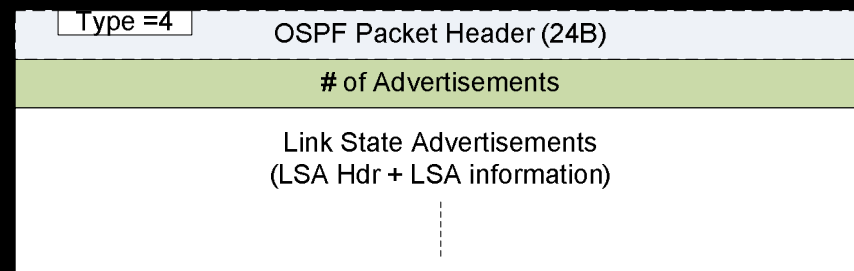 Type =4
OSPF Packet Header (24B)
# of Advertisements
Link State Advertisements
(LSA Hdr + LSA information)